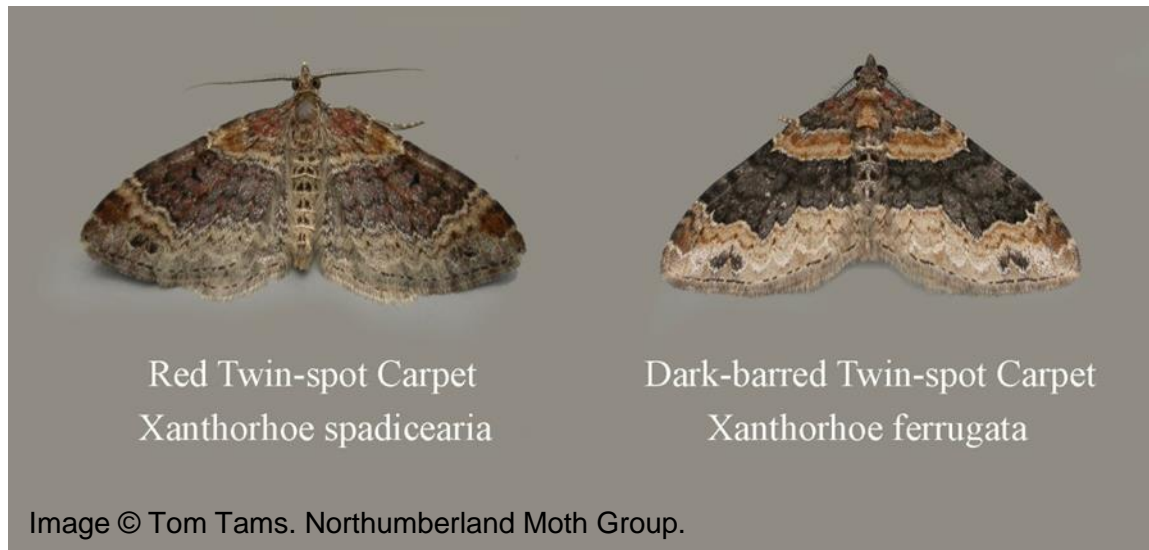 Red Twin-spot Carpet
Xanthorhoe spadicearia
Dark-barred Twin-spot Carpet
Xanthorhoe ferrugata
Image © Tom Tams. Northumberland Moth Group.